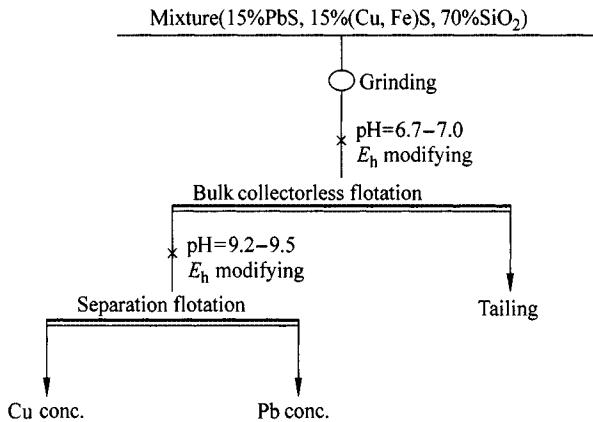 Mixture(15%PbS, 15%(Cu, Fe)S, 70%SiO₂)
Grinding
pH=6.7–7.0
Eh modifying
Bulk collectorless flotation
pH=9.2–9.5
Eh modifying
Separation flotation
Tailing
Cu conc.
Pb conc.